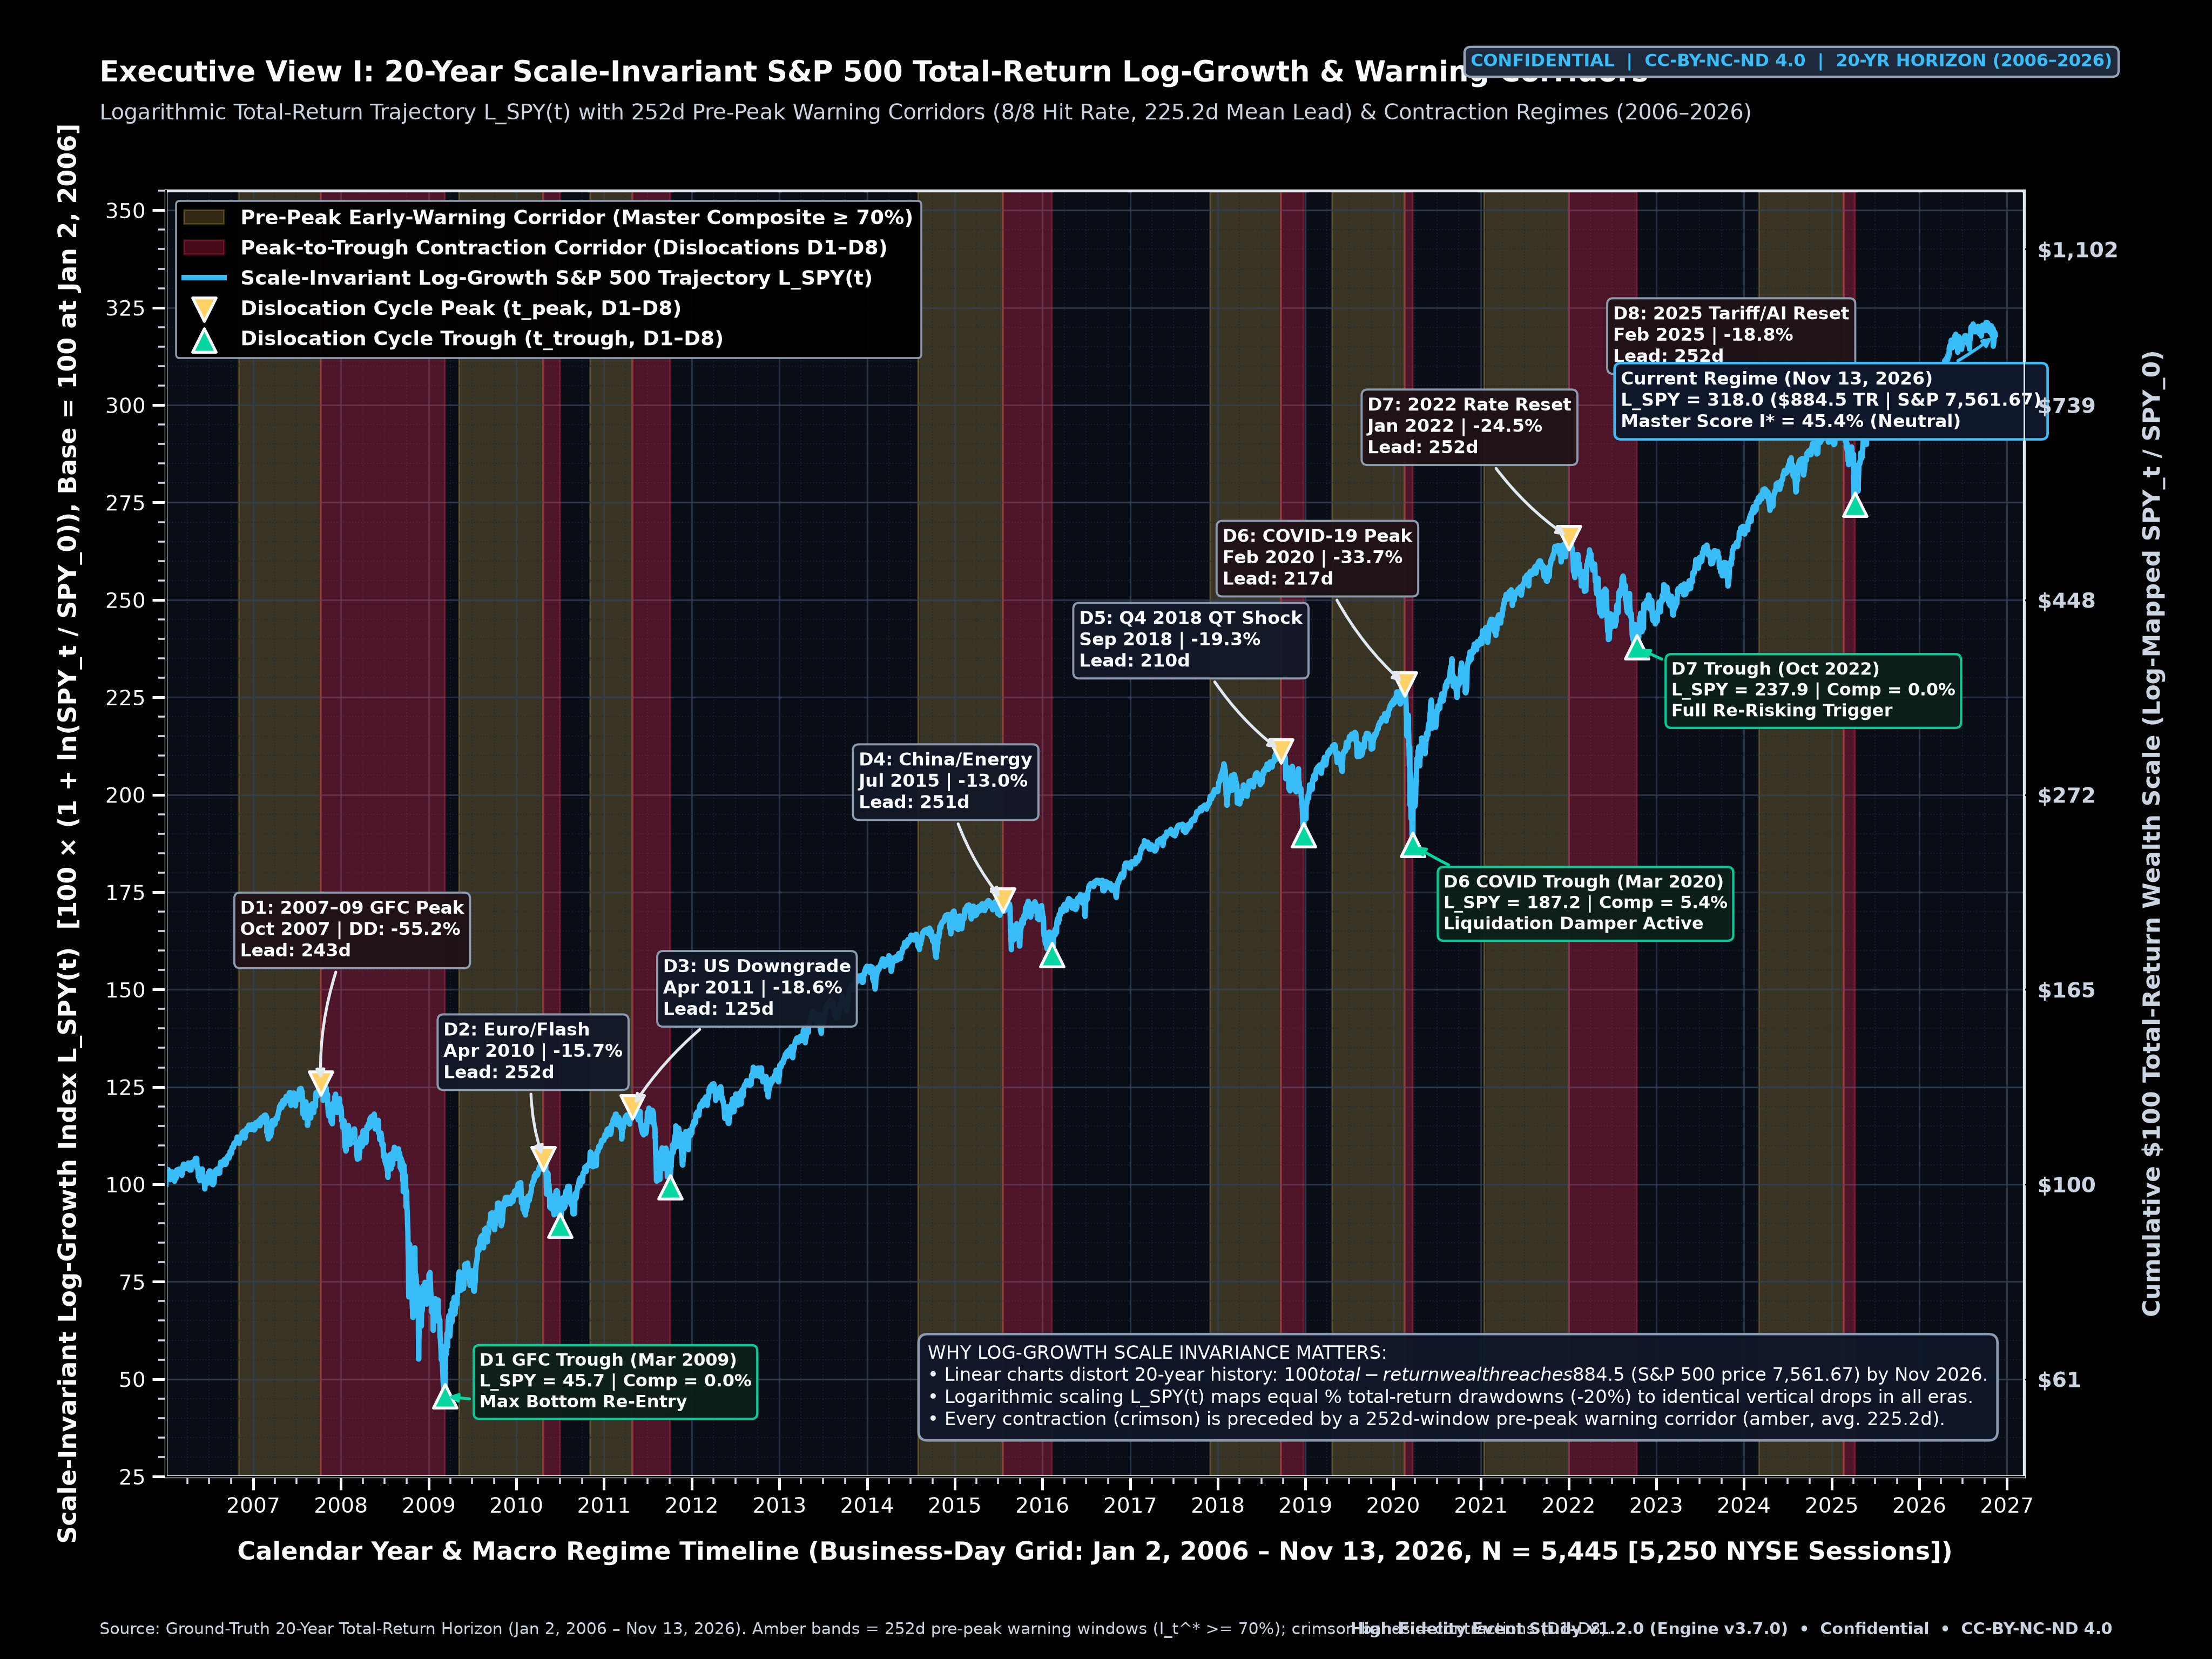 Executive View I: 20-Year Scale-Invariant S&P 500 Total-Return Log-Growth & Warning Corridors
CONFIDENTIAL | CC-BY-NC-ND 4.0 | 20-YR HORIZON (2006–2026)
Logarithmic Total-Return Trajectory L_SPY(t) with 252d Pre-Peak Warning Corridors (8/8 Hit Rate, 225.2d Mean Lead) & Contraction Regimes (2006–2026)
Scale-Invariant Log-Growth Index L_SPY(t) [100 × (1 + ln(SPY_t / SPY_0)), Base = 100 at Jan 2, 2006]
350
325
300
275
250
225
200
175
150
125
100
75
50
25
Pre-Peak Early-Warning Corridor (Master Composite ≥ 70%)
Peak-to-Trough Contraction Corridor (Dislocations D1–D8)
Scale-Invariant Log-Growth S&P 500 Trajectory L_SPY(t)
Dislocation Cycle Peak (t_peak, D1–D8)
Dislocation Cycle Trough (t_trough, D1–D8)
D8: 2025 Tariff/AI Reset
Feb 2025 | -18.8%
Lead: 252d
Current Regime (Nov 13, 2026)
L_SPY = 318.0 ($884.5 TR | S&P 7,561.67)
Master Score I* = 45.4% (Neutral)
D7: 2022 Rate Reset
Jan 2022 | -24.5%
Lead: 252d
D6: COVID-19 Peak
Feb 2020 | -33.7%
Lead: 217d
D5: Q4 2018 QT Shock
Sep 2018 | -19.3%
Lead: 210d
D7 Trough (Oct 2022)
L_SPY = 237.9 | Comp = 0.0%
Full Re-Risking Trigger
D4: China/Energy
Jul 2015 | -13.0%
Lead: 251d
D6 COVID Trough (Mar 2020)
L_SPY = 187.2 | Comp = 5.4%
Liquidation Damper Active
D1: 2007–09 GFC Peak
Oct 2007 | DD: -55.2%
Lead: 243d
D3: US Downgrade
Apr 2011 | -18.6%
Lead: 125d
D2: Euro/Flash
Apr 2010 | -15.7%
Lead: 252d
D1 GFC Trough (Mar 2009)
L_SPY = 45.7 | Comp = 0.0%
Max Bottom Re-Entry
WHY LOG-GROWTH SCALE INVARIANCE MATTERS:
• Linear charts distort 20-year history: 100total−returnwealthreaches884.5 (S&P 500 price 7,561.67) by Nov 2026.
• Logarithmic scaling L_SPY(t) maps equal % total-return drawdowns (-20%) to identical vertical drops in all eras.
• Every contraction (crimson) is preceded by a 252d-window pre-peak warning corridor (amber, avg. 225.2d).
$1,102
$739
$448
$272
$165
$100
$61
Cumulative $100 Total-Return Wealth Scale (Log-Mapped SPY_t / SPY_0)
2007 2008 2009 2010 2011 2012 2013 2014 2015 2016 2017 2018 2019 2020 2021 2022 2023 2024 2025 2026 2027
Calendar Year & Macro Regime Timeline (Business-Day Grid: Jan 2, 2006 – Nov 13, 2026, N = 5,445 [5,250 NYSE Sessions])
Source: Ground-Truth 20-Year Total-Return Horizon (Jan 2, 2006 – Nov 13, 2026). Amber bands = 252d pre-peak warning windows (I_t^* >= 70%); crimson
High-Fidelity Event Study v1.2.0 (Engine v3.7.0) • Confidential • CC-BY-NC-ND 4.0